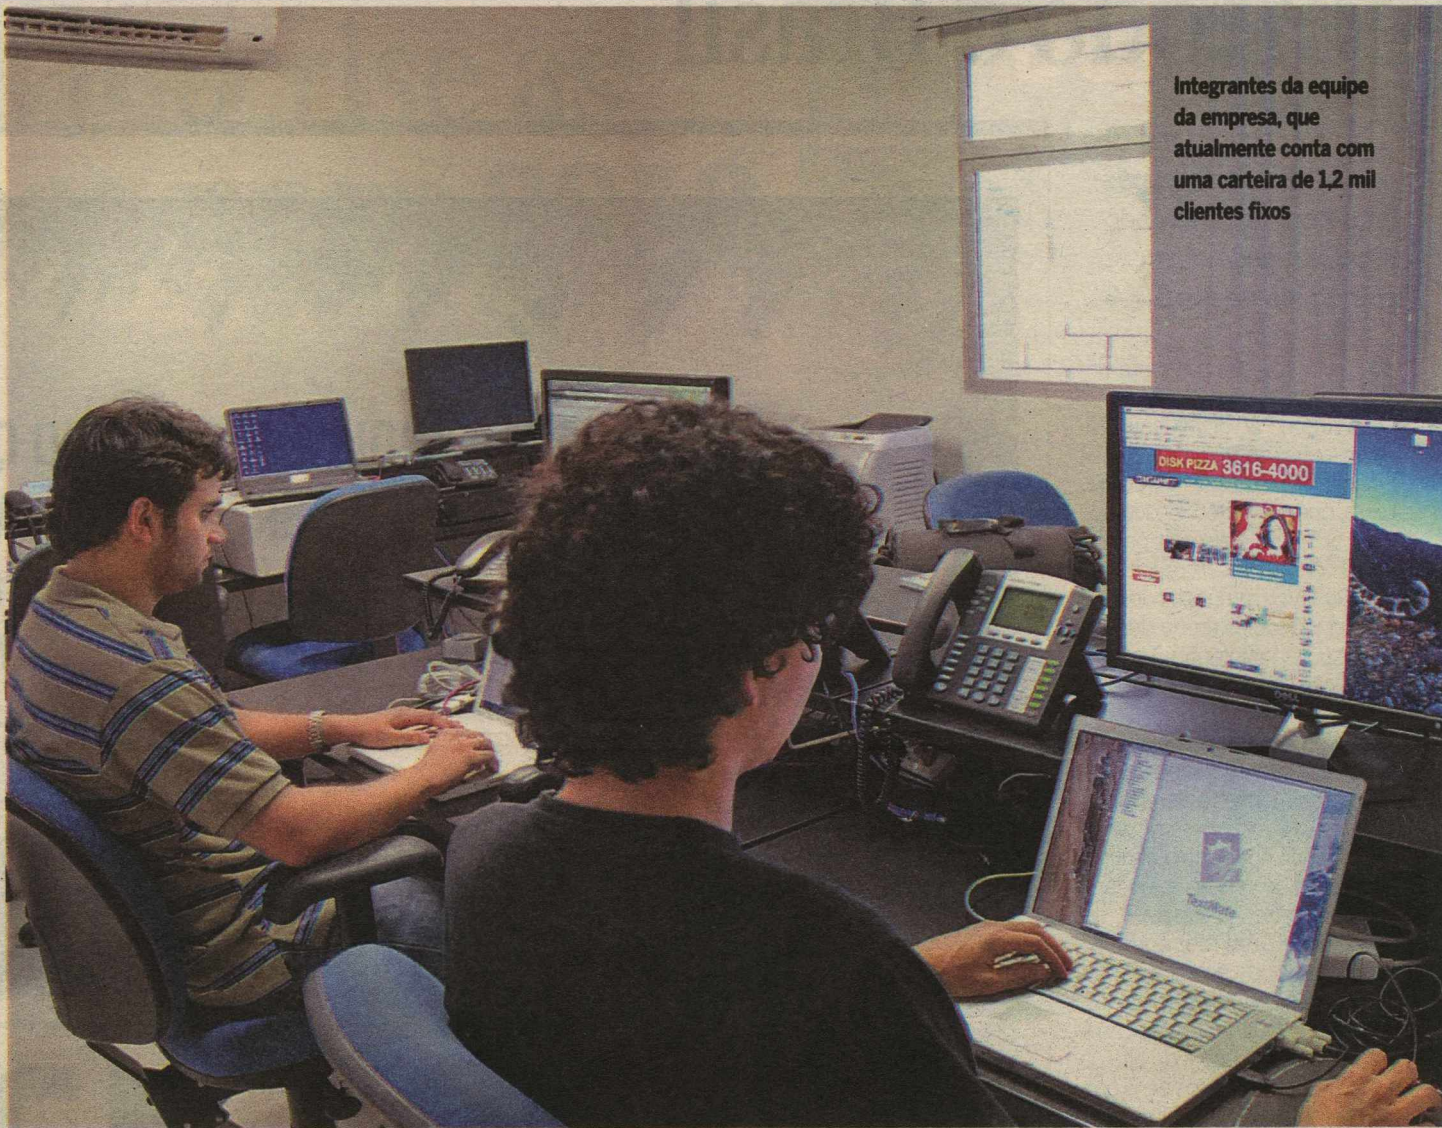 Integrantes da equipe
da empresa, que
atualmente conta com
uma carteira de 1,2 mil
clientes fixos
DISK PIZZA 3616-4000
DELL
TextMate